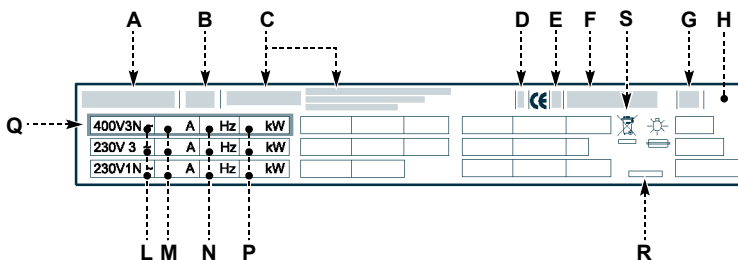 A B C D E F S G H
CE
Q
400V3N ~ A Hz kW
230V 3 ~ A Hz kW
230V1N ~ A Hz kW
L M N P R